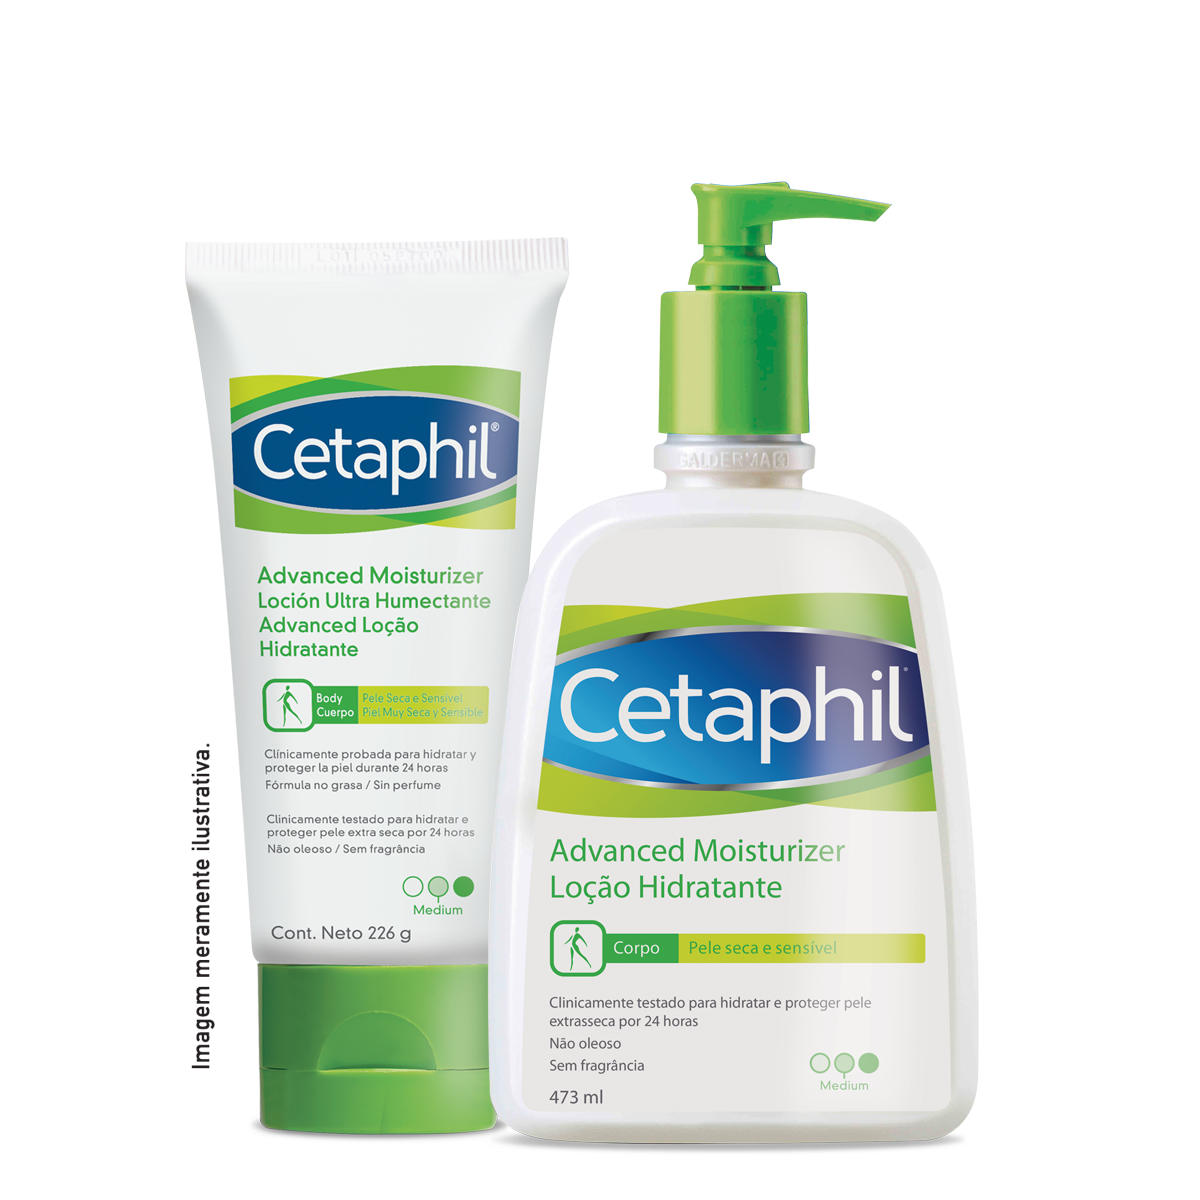 Cetaphil®
Advanced Moisturizer
Loción Ultra Humectante
Advanced Loção
Hidratante
Body
Cuerpo
Pele Seca e Sensível
Piel Muy Seca y Sensible
Clínicamente probada para hidratar y
proteger la piel durante 24 horas
Fórmula no grasa / Sin perfume
Clinicamente testado para hidratar e
proteger pele extra seca por 24 horas
Não oleoso / Sem fragrância
Medium
Cont. Neto 226 g
GALDERMA
Cetaphil
Advanced Moisturizer
Loção Hidratante
Corpo
Pele seca e sensível
Clinicamente testado para hidratar e proteger pele
extrasseca por 24 horas
Não oleoso
Sem fragrância
Medium
473 ml
Imagem meramente ilustrativa.